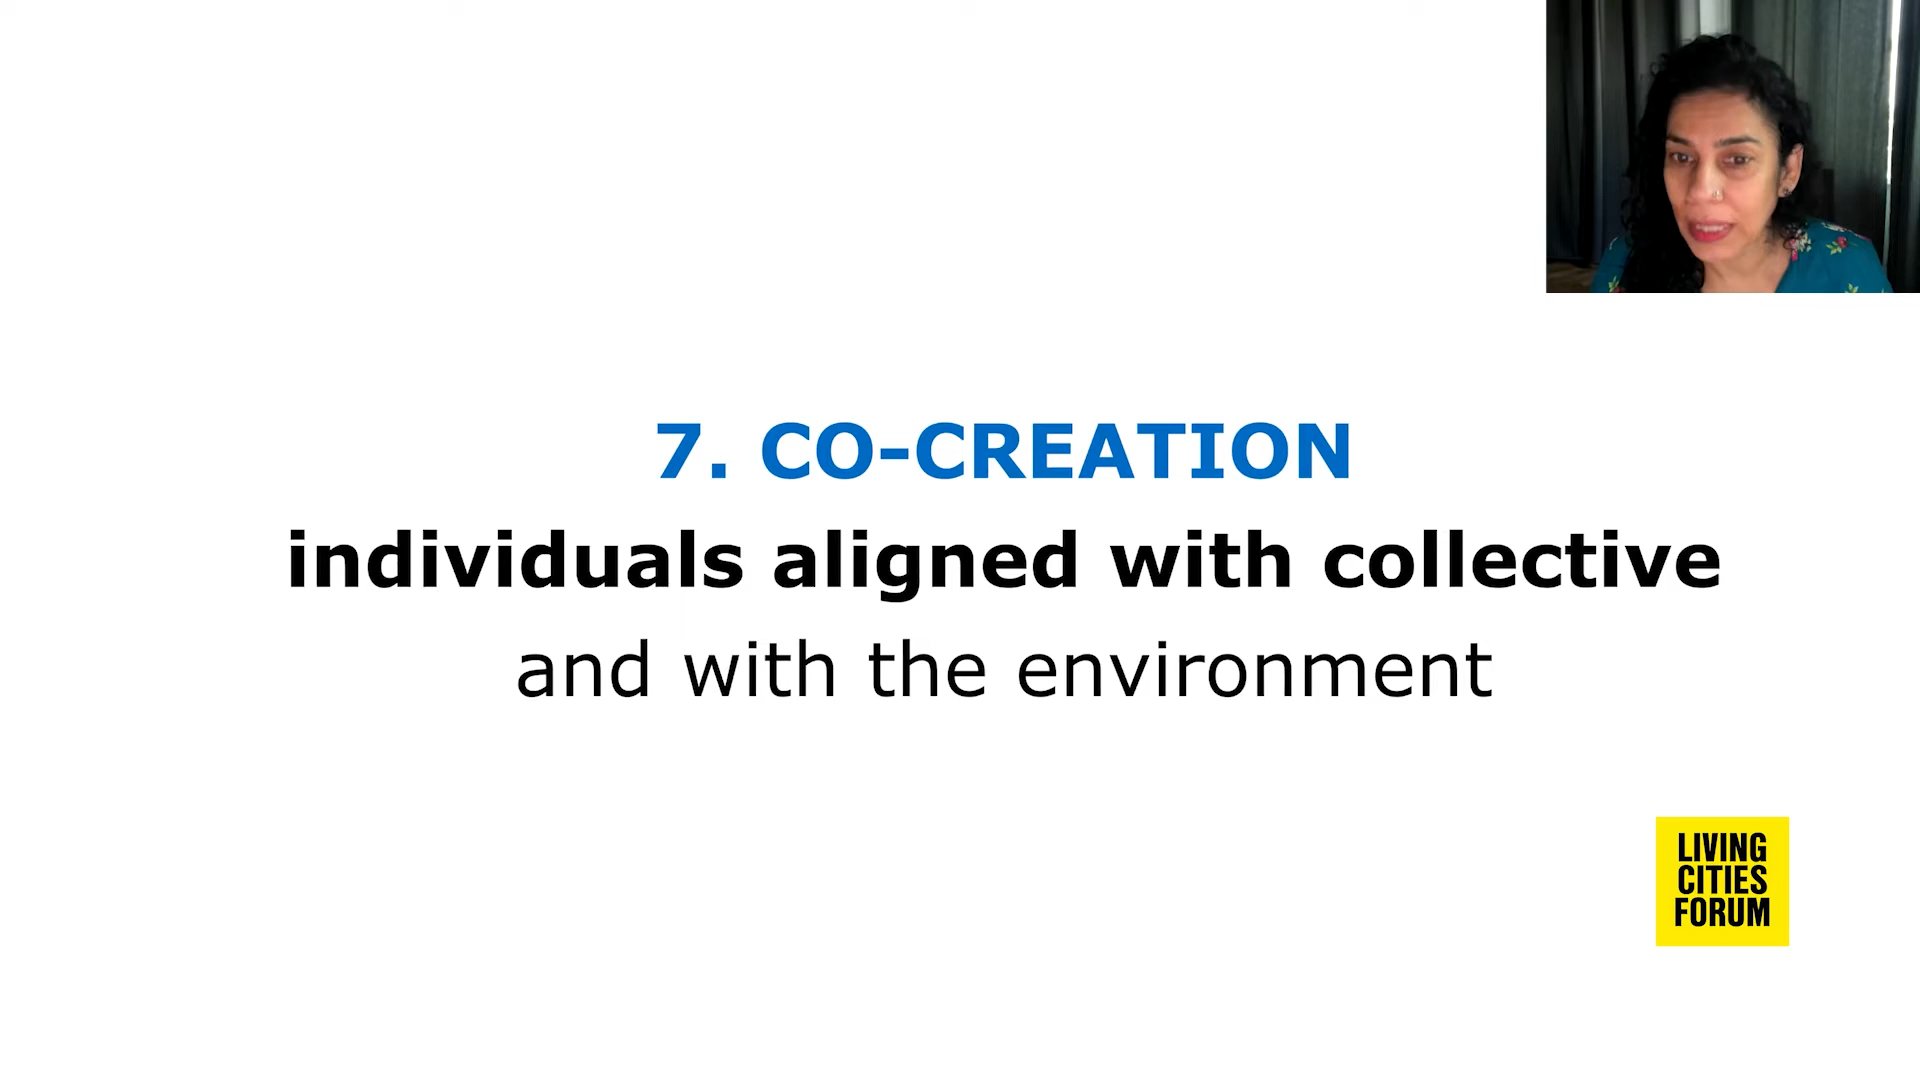 7. CO-CREATION
individuals aligned with collective
and with the environment
LIVING
CITIES
FORUM